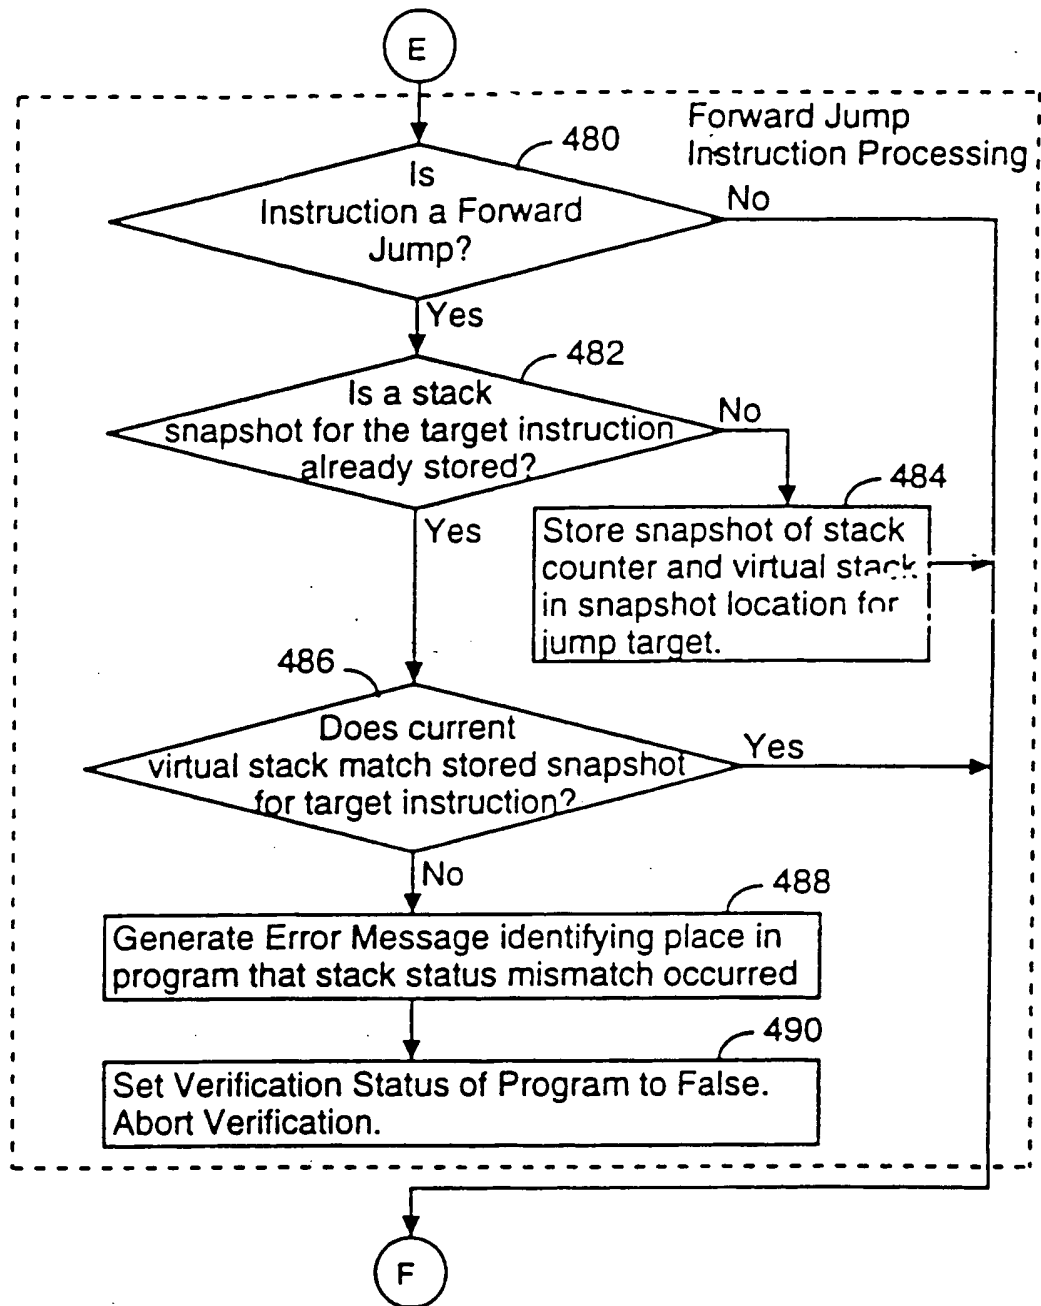 E
Forward Jump
Instruction Processing
480
Is
Instruction a Forward
Jump?
No
Yes
482
Is a stack
snapshot for the target instruction
already stored?
No
Yes
484
Store snapshot of stack
counter and virtual stack
in snapshot location for
jump target.
486
Does current
virtual stack match stored snapshot
for target instruction?
Yes
No
488
Generate Error Message identifying place in
program that stack status mismatch occurred
490
Set Verification Status of Program to False.
Abort Verification.
F